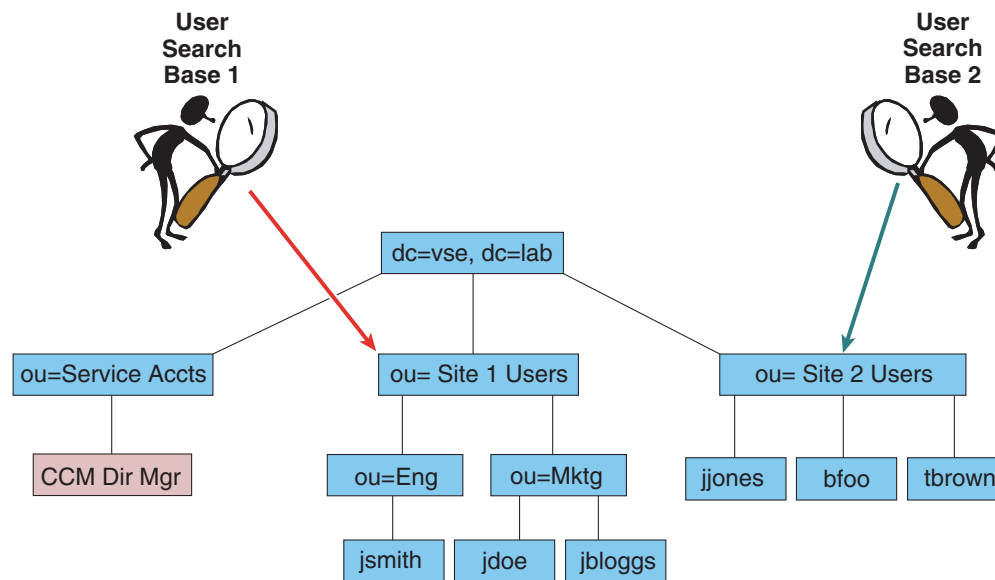 User
Search
Base 1
User
Search
Base 2
dc=vse, dc=lab
ou=Service Accts
ou= Site 1 Users
ou= Site 2 Users
CCM Dir Mgr
ou=Eng
ou=Mktg
jjones
bfoo
tbrown
jsmith
jdoe
jbloggs